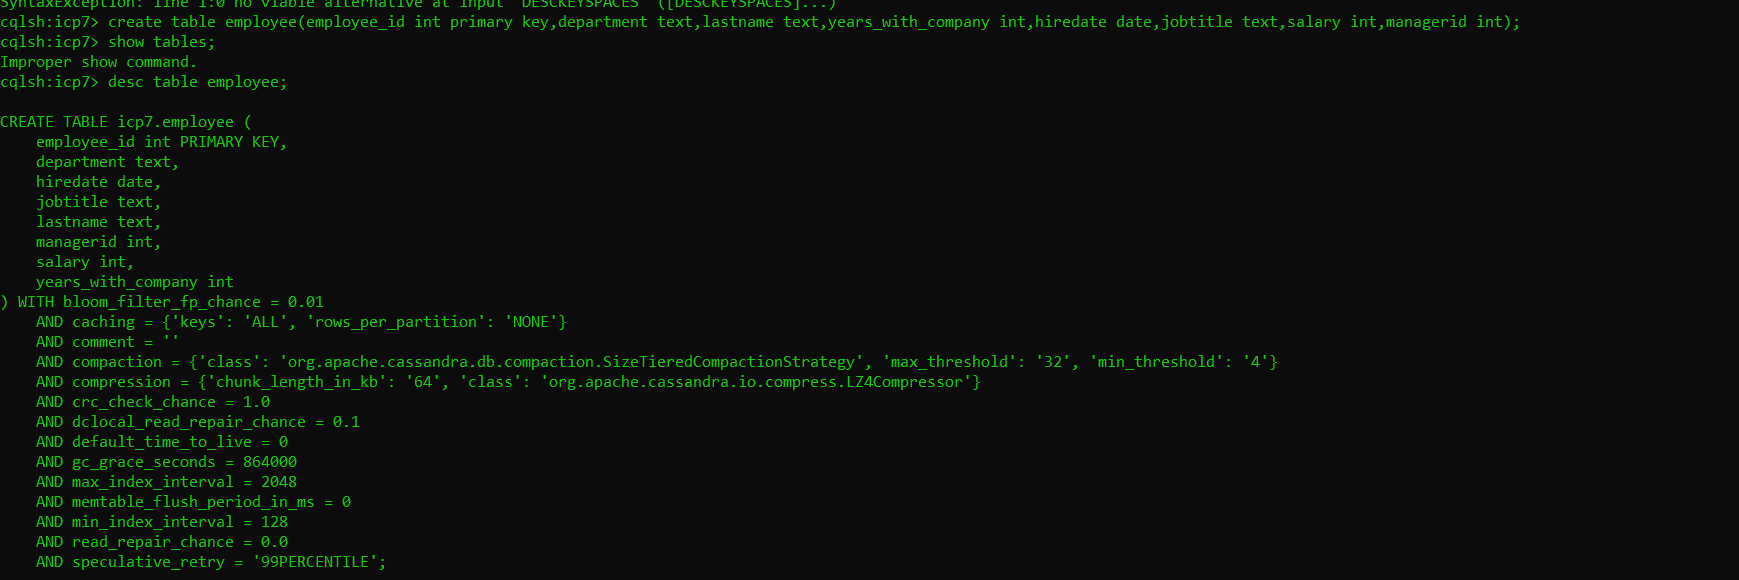 SyntaxException: line 1:0 no viable alternative at input 'DESCKEYSPACES' ([DESCKEYSPACES]...)
cqlsh:icp7> create table employee(employee_id int primary key,department text,lastname text,years_with_company int,hiredate date,jobtitle text,salary int,managerid int);
cqlsh:icp7> show tables;
Improper show command.
cqlsh:icp7> desc table employee;
CREATE TABLE icp7.employee (
    employee_id int PRIMARY KEY,
    department text,
    hiredate date,
    jobtitle text,
    lastname text,
    managerid int,
    salary int,
    years_with_company int
) WITH bloom_filter_fp_chance = 0.01
    AND caching = {'keys': 'ALL', 'rows_per_partition': 'NONE'}
    AND comment = ''
    AND compaction = {'class': 'org.apache.cassandra.db.compaction.SizeTieredCompactionStrategy', 'max_threshold': '32', 'min_threshold': '4'}
    AND compression = {'chunk_length_in_kb': '64', 'class': 'org.apache.cassandra.io.compress.LZ4Compressor'}
    AND crc_check_chance = 1.0
    AND dclocal_read_repair_chance = 0.1
    AND default_time_to_live = 0
    AND gc_grace_seconds = 864000
    AND max_index_interval = 2048
    AND memtable_flush_period_in_ms = 0
    AND min_index_interval = 128
    AND read_repair_chance = 0.0
    AND speculative_retry = '99PERCENTILE';